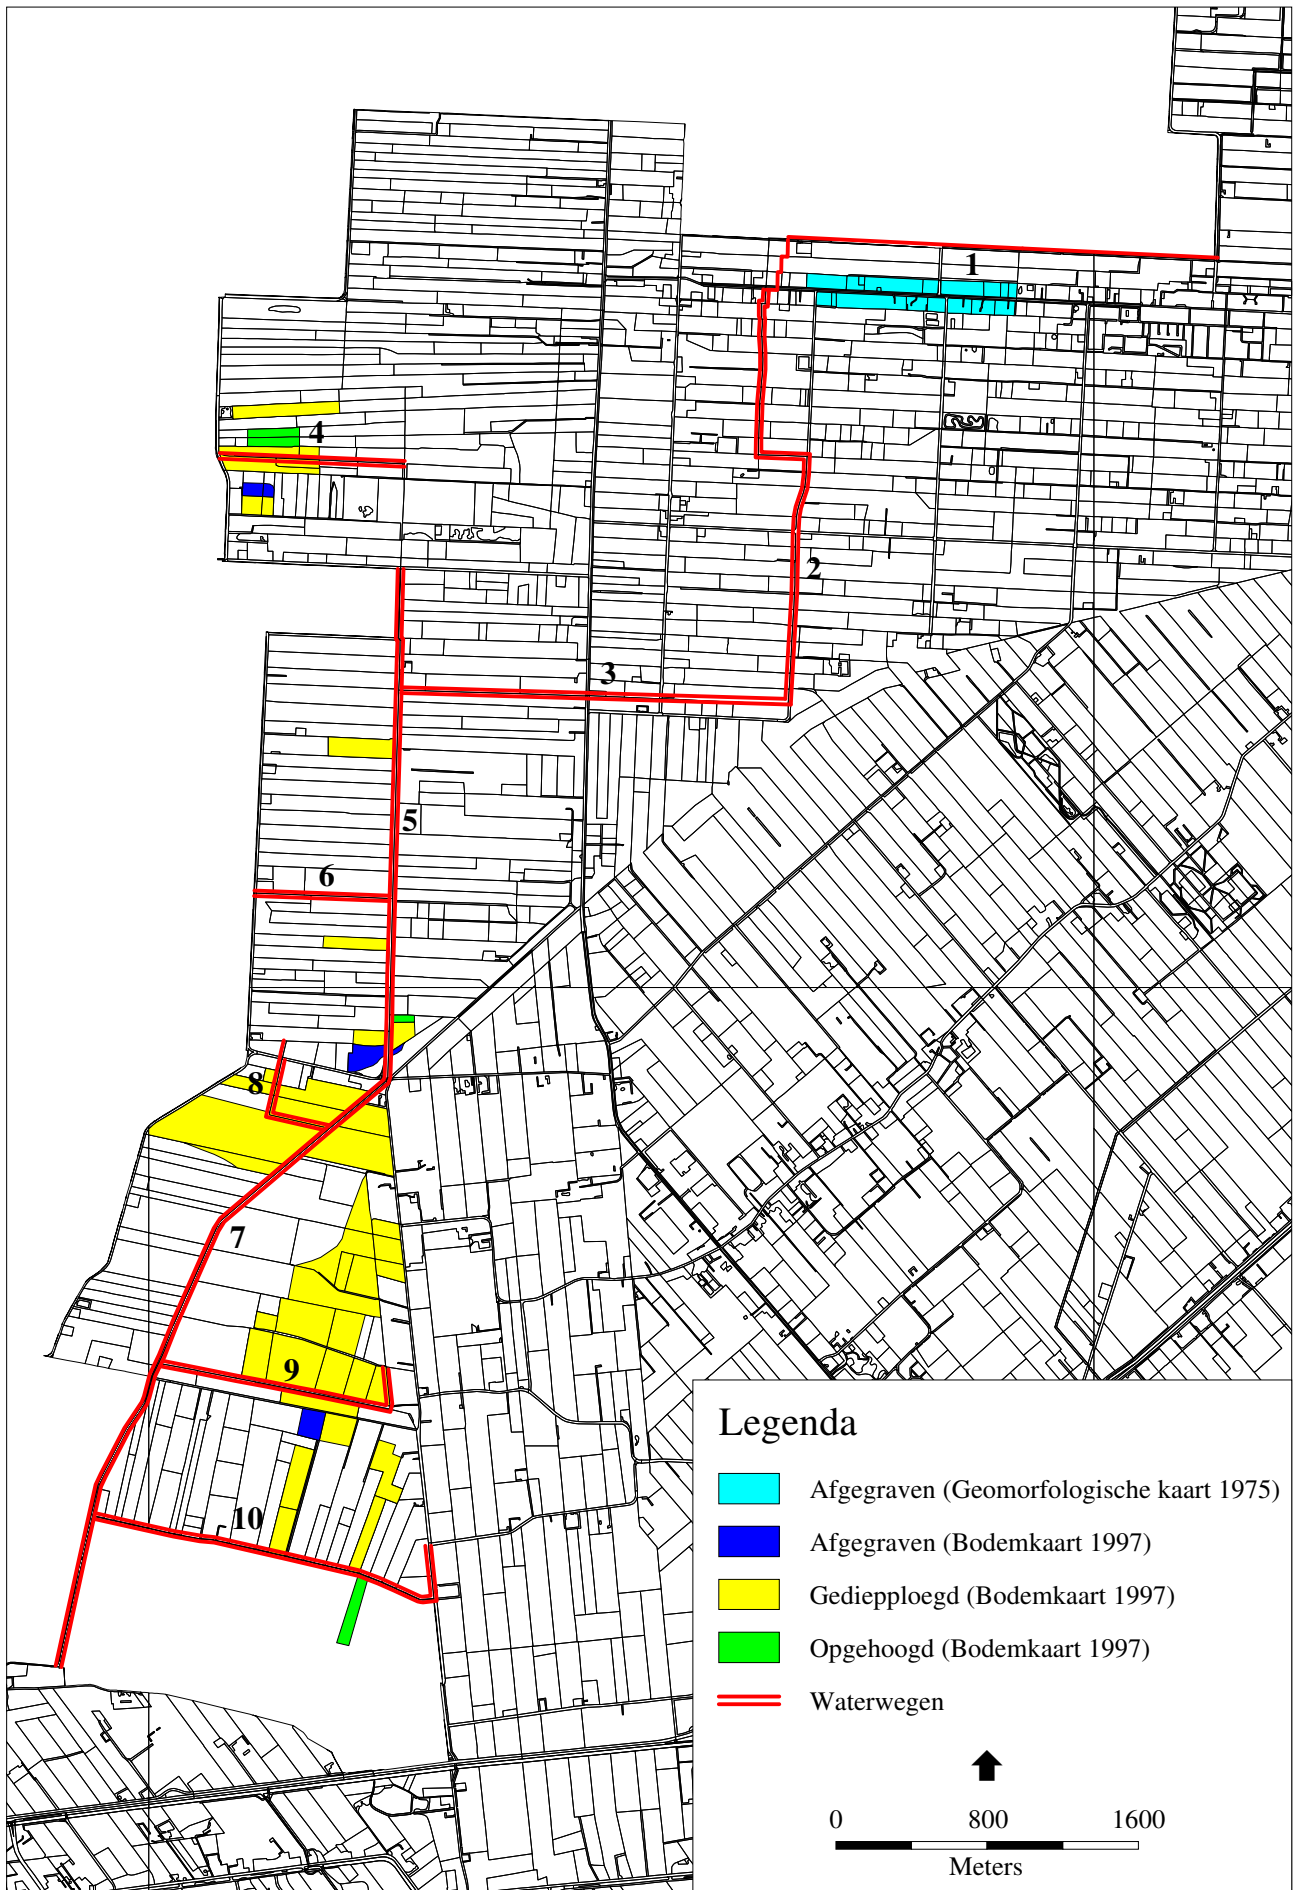 1
4
2
3
5
6
8
7
9
10
Legenda
Afgegraven (Geomorfologische kaart 1975)
Afgegraven (Bodemkaart 1997)
Gediepploegd (Bodemkaart 1997)
Opgehoogd (Bodemkaart 1997)
Waterwegen
0 800 1600
Meters